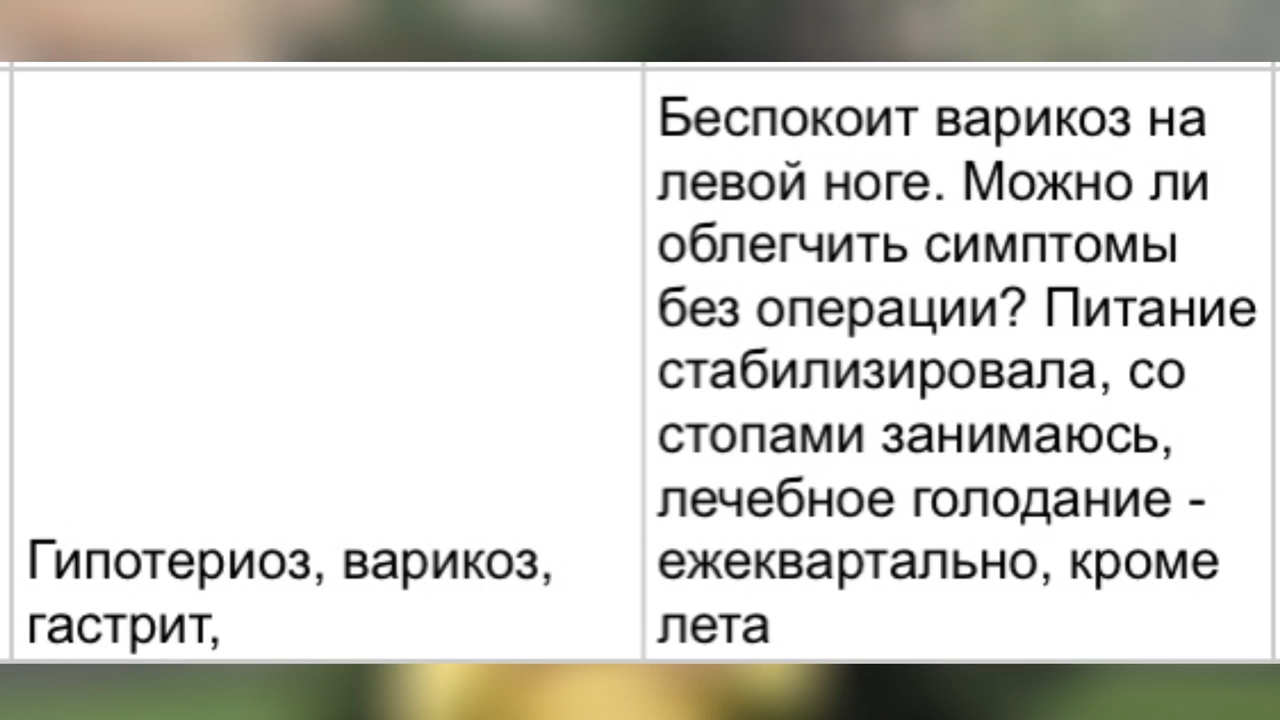 Гипотериоз, варикоз,
гастрит,
Беспокоит варикоз на
левой ноге. Можно ли
облегчить симптомы
без операции? Питание
стабилизировала, со
стопами занимаюсь,
лечебное голодание -
ежеквартально, кроме
лета